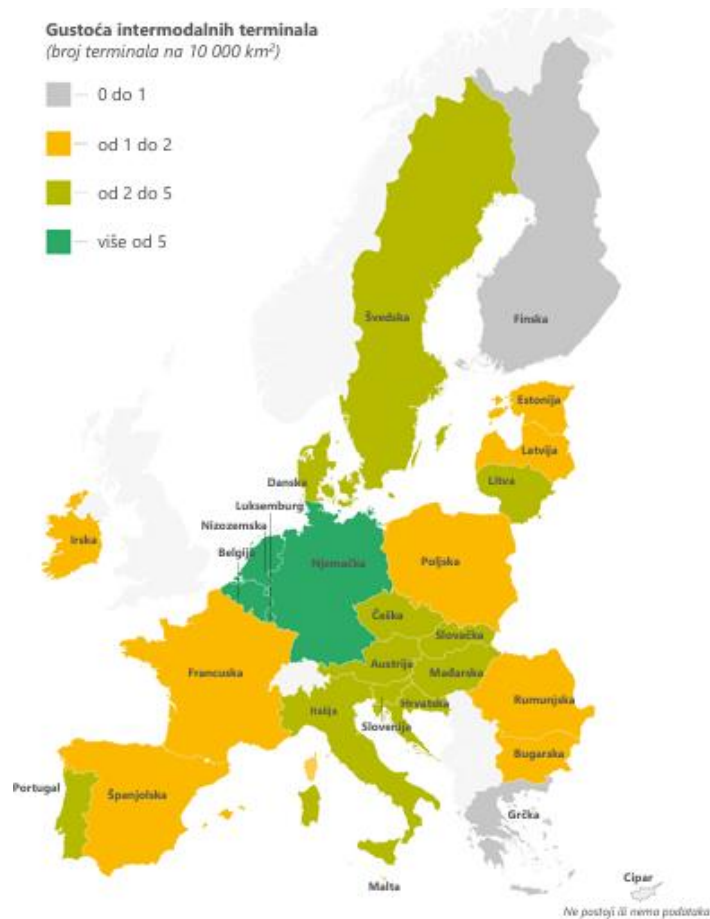 Gustoća intermodalnih terminala
(broj terminala na 10 000 km²)
0 do 1
od 1 do 2
od 2 do 5
više od 5
Švedska
Finska
Estonija
Latvija
Litva
Danska
Luksemburg
Nizozemska
Belgija
Irska
Njemačka
Poljska
Češka
Slovačka
Austrija
Mađarska
Francuska
Rumunjska
Italija
Hrvatska
Slovenija
Bugarska
Portugal
Španjolska
Grčka
Malta
Cipar
Ne postoji ili nema podataka